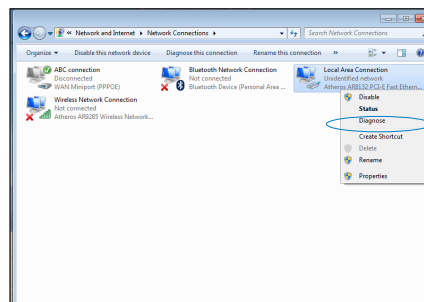 « Network and Internet ▸ Network Connections ▸
Search Network Connections
Organize ▾ Disable this network device Diagnose this connection Rename this connection »
ABC connection
Disconnected
WAN Miniport (PPPOE)
Bluetooth Network Connection
Not connected
Bluetooth Device (Personal Area ...
Local Area Connection
Unidentified network
Atheros AR8132 PCI-E Fast Ethern...
Wireless Network Connection
Not connected
Atheros AR9285 Wireless Network...
Disable
Status
Diagnose
Create Shortcut
Delete
Rename
Properties